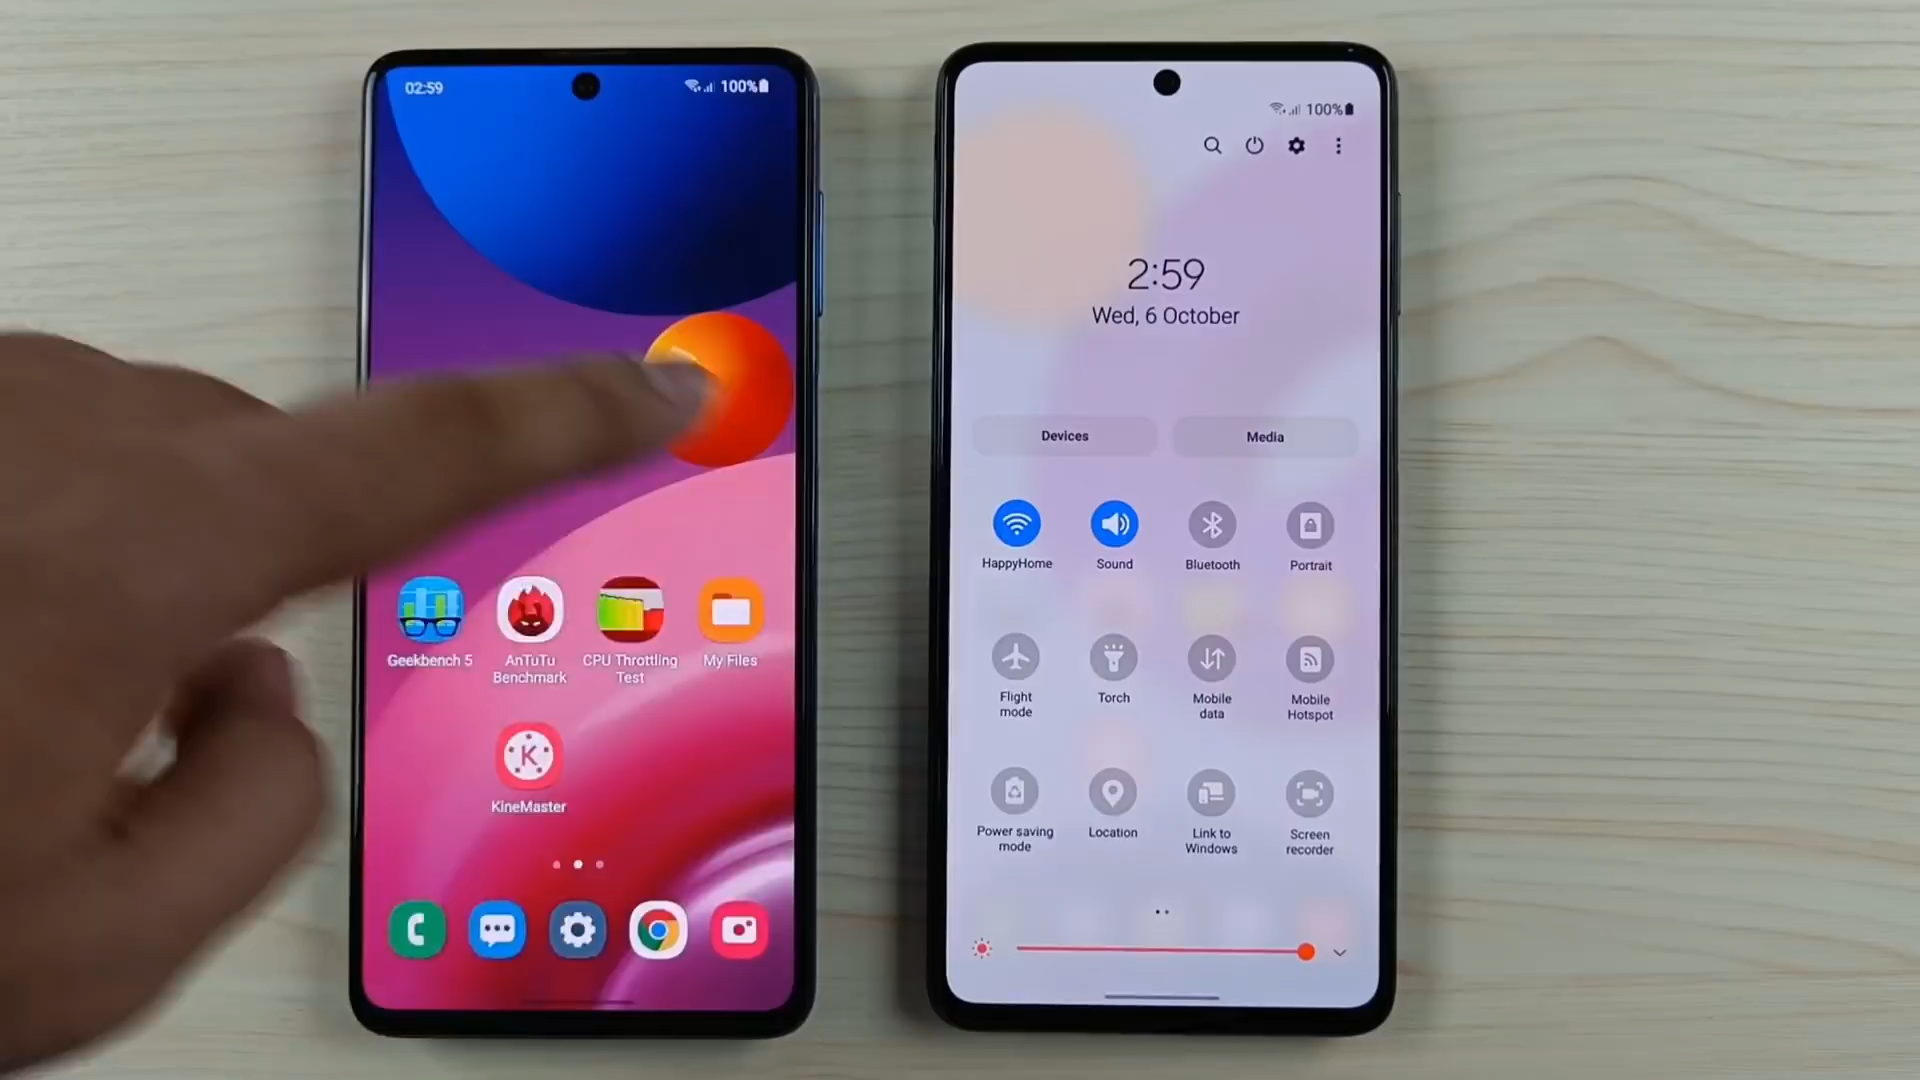 02:59
100%
Geekbench 5
AnTuTu
Benchmark
CPU Throttling
Test
My Files
K
KineMaster
100%
2:59
Wed, 6 October
Devices
Media
HappyHome
Sound
Bluetooth
Portrait
Flight
mode
Torch
Mobile
data
Mobile
Hotspot
Power saving
mode
Location
Link to
Windows
Screen
recorder